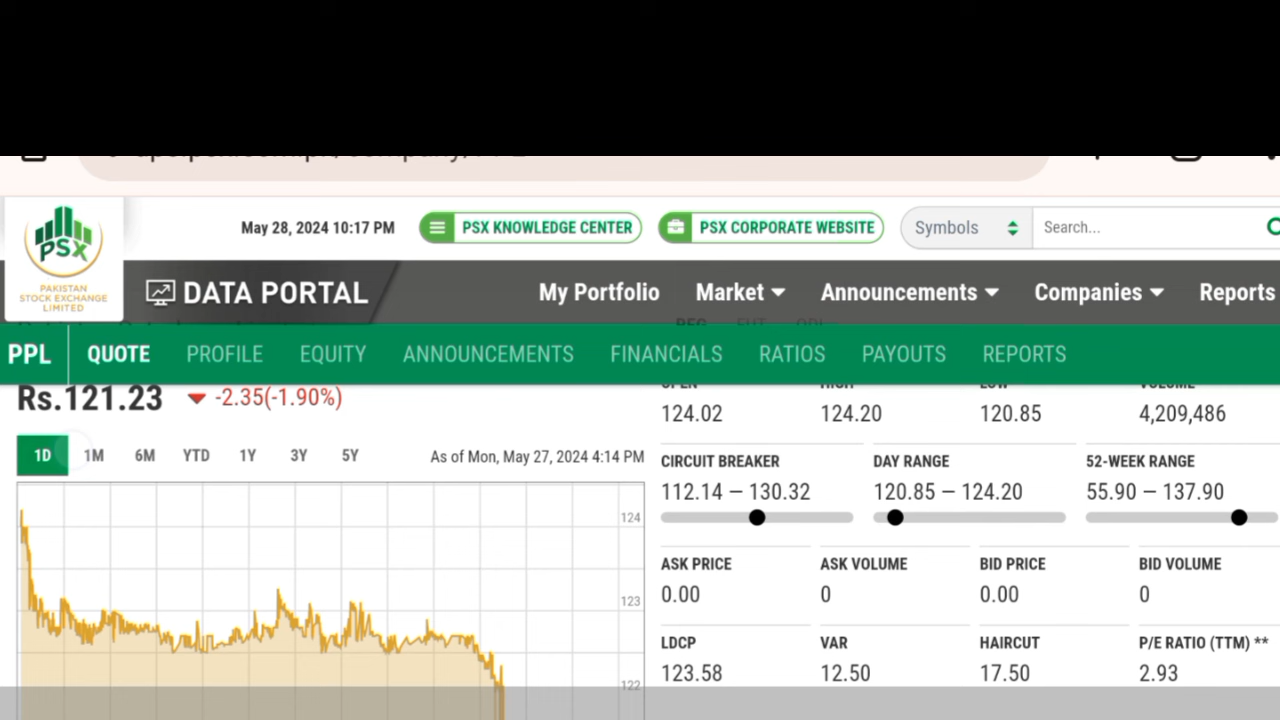 May 28, 2024 10:17 PM
PSX KNOWLEDGE CENTER
PSX CORPORATE WEBSITE
Symbols
Search...
PSX
PAKISTAN
STOCK EXCHANGE
LIMITED
DATA PORTAL
My Portfolio
Market
Announcements
Companies
Reports
PPL
QUOTE
PROFILE
EQUITY
ANNOUNCEMENTS
FINANCIALS
RATIOS
PAYOUTS
REPORTS
Rs.121.23
-2.35(-1.90%)
1D 1M 6M YTD 1Y 3Y 5Y
As of Mon, May 27, 2024 4:14 PM
124
123
122
OPEN HIGH LOW VOLUME
124.02 124.20 120.85 4,209,486
CIRCUIT BREAKER DAY RANGE 52-WEEK RANGE
112.14 — 130.32 120.85 — 124.20 55.90 — 137.90
ASK PRICE ASK VOLUME BID PRICE BID VOLUME
0.00 0 0.00 0
LDCP VAR HAIRCUT P/E RATIO (TTM) **
123.58 12.50 17.50 2.93